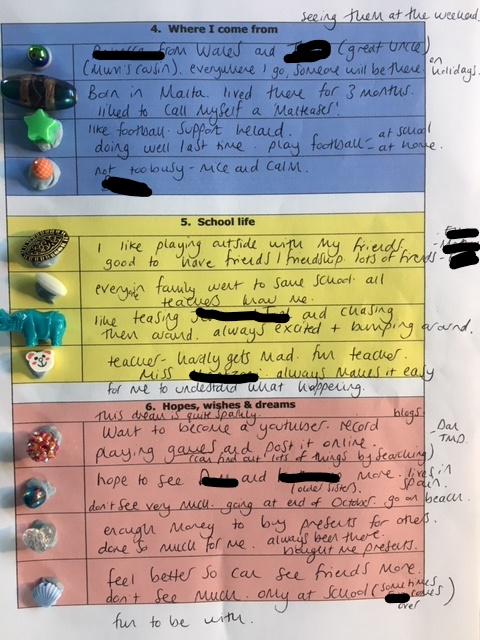 seeing them at the weekend
4. Where I come from
from Wales and (great uncle)
(Mum's cousin). everywhere I go, someone will be there. on holidays.
Born in Malta. lived there for 3 months.
liked to call myself a 'Malteaser'.
like football. Support Ireland.
doing well last time. play football - at school
- at home.
not too busy - nice and calm.
5. School life
I like playing outside with my friends.
good to have friends / friendship lots of friends -
everyone family went to same school. all
teachers know me.
like teasing and chasing
them around. always excited + bumping around.
teacher - hardly gets mad. fun teacher.
Miss always makes it easy
for me to understand what happening.
6. Hopes, wishes & dreams
This dream is quite sparkly. blogs
Want to become a youtuber. record - Dan
playing games and post it online. TMD.
(can find out lots of things by searching)
hope to see and more. lives in
(older sisters. Spain.
don't see very much. going at end of October. go on beach.
enough money to buy presents for others.
done so much for me. always been there.
bought me presents.
feel better so can see friends more.
don't see much. only at school (sometimes
comes over)
fun to be with.